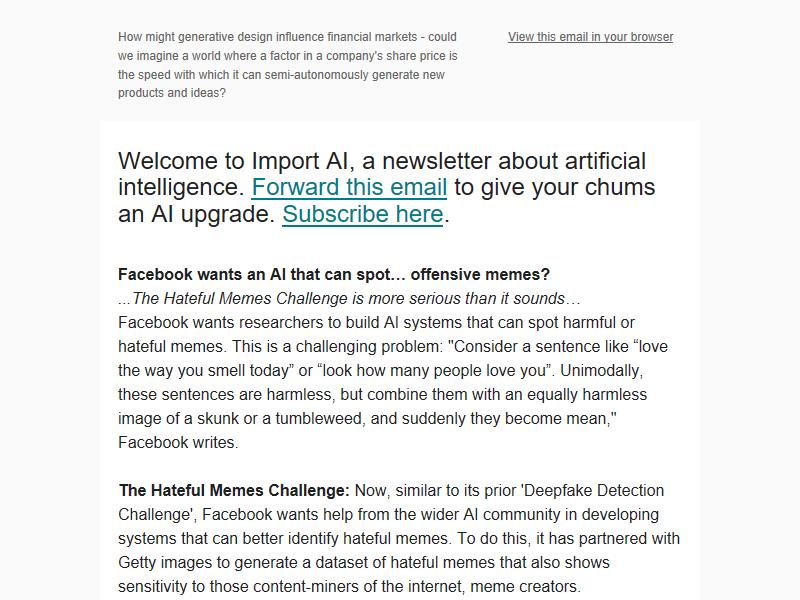 How might generative design influence financial markets - could
we imagine a world where a factor in a company's share price is
the speed with which it can semi-autonomously generate new
products and ideas?
View this email in your browser
Welcome to Import AI, a newsletter about artificial
intelligence. Forward this email to give your chums
an AI upgrade. Subscribe here.
Facebook wants an AI that can spot… offensive memes?
...The Hateful Memes Challenge is more serious than it sounds…
Facebook wants researchers to build AI systems that can spot harmful or
hateful memes. This is a challenging problem: "Consider a sentence like “love
the way you smell today” or “look how many people love you”. Unimodally,
these sentences are harmless, but combine them with an equally harmless
image of a skunk or a tumbleweed, and suddenly they become mean,"
Facebook writes.
The Hateful Memes Challenge: Now, similar to its prior 'Deepfake Detection
Challenge', Facebook wants help from the wider AI community in developing
systems that can better identify hateful memes. To do this, it has partnered with
Getty images to generate a dataset of hateful memes that also shows
sensitivity to those content-miners of the internet, meme creators.